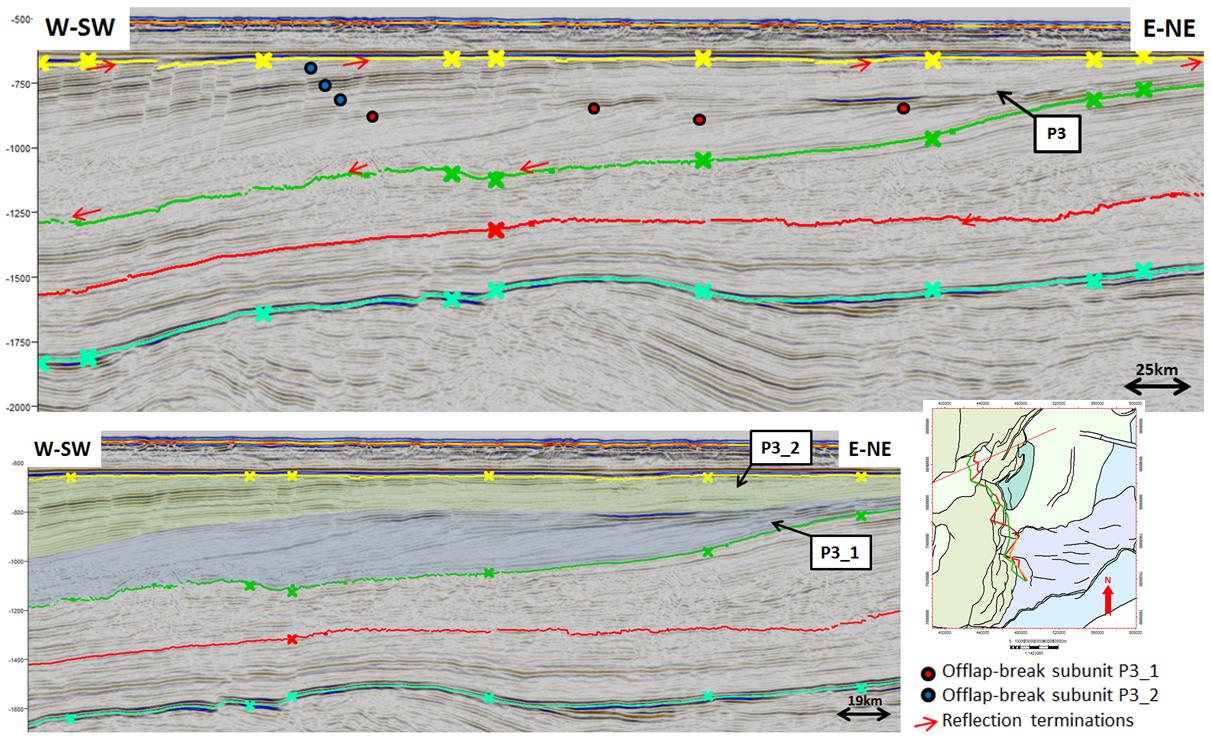 -500
W-SW
E-NE
-750
-1000
-1250
-1500
-1750
-2000
P3
25km
W-SW
P3_2
E-NE
-600
-800
-1000
-1200
-1400
-1600
P3_1
19km
N
Offlap-break subunit P3_1
Offlap-break subunit P3_2
Reflection terminations